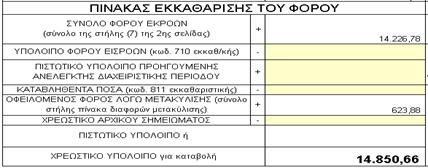 ΠΙΝΑΚΑΣ ΕΚΚΑΘΑΡΙΣΗΣ ΤΟΥ ΦΟΡΟΥ
ΣΥΝΟΛΟ ΦΟΡΟΥ ΕΚΡΟΩΝ
(σύνολο της στήλης (7) της 2ης σελίδας) + 14.226,78
ΥΠΟΛΟΙΠΟ ΦΟΡΟΥ ΕΙΣΡΟΩΝ (κωδ. 710 εκκαθ/κής) -
ΠΙΣΤΩΤΙΚΟ ΥΠΟΛΟΙΠΟ ΠΡΟΗΓΟΥΜΕΝΗΣ
ΑΝΕΛΕΓΚΤΗΣ ΔΙΑΧΕΙΡΙΣΤΙΚΗΣ ΠΕΡΙΟΔΟΥ +
ΚΑΤΑΒΛΗΘΕΝΤΑ ΠΟΣΑ (κωδ. 811 εκκαθαριστικής) -
ΟΦΕΙΛΟΜΕΝΟΣ ΦΟΡΟΣ ΛΟΓΩ ΜΕΤΑΚΥΛΙΣΗΣ (σύνολο
στήλης πίνακα διαφορών μετακύλισης) + 623,88
ΧΡΕΩΣΤΙΚΟ ΑΡΧΙΚΟΥ ΣΗΜΕΙΩΜΑΤΟΣ -
ΠΙΣΤΩΤΙΚΟ ΥΠΟΛΟΙΠΟ ή
ΧΡΕΩΣΤΙΚΟ ΥΠΟΛΟΙΠΟ για καταβολή 14.850,66